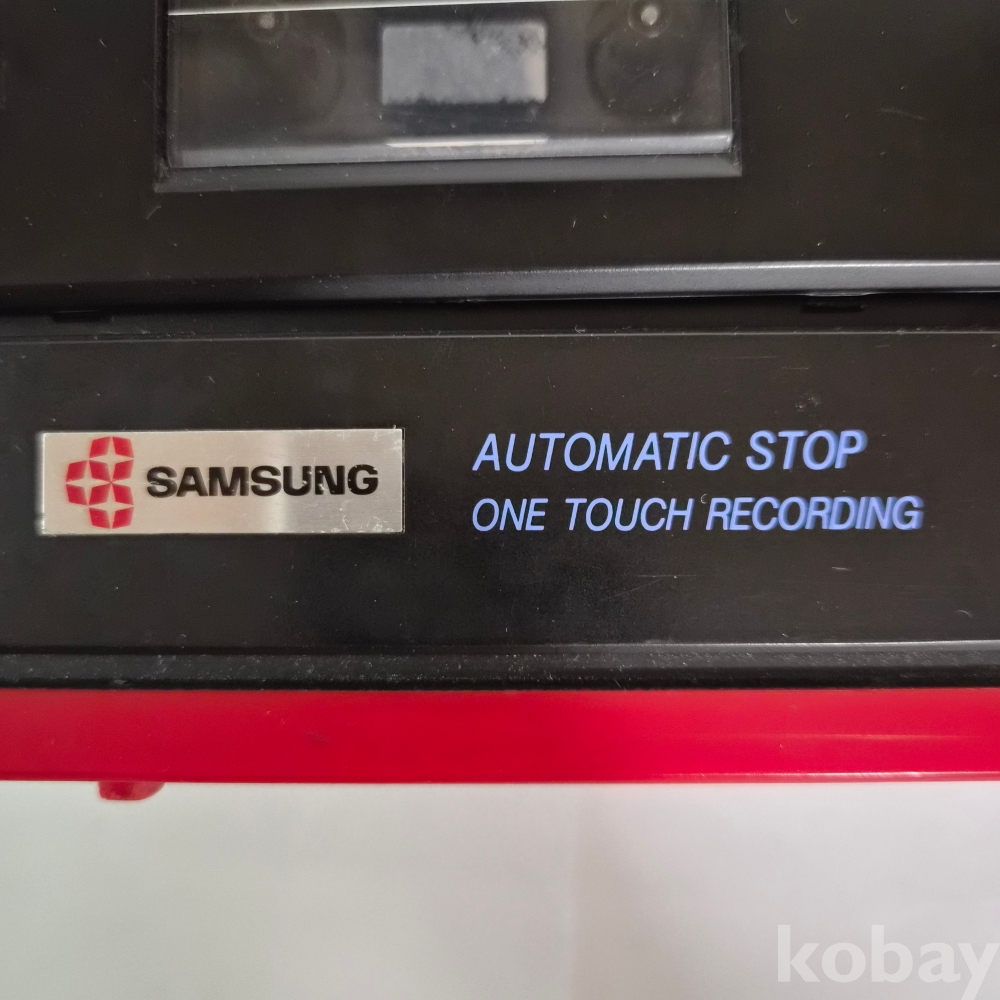 SAMSUNG
AUTOMATIC STOP
ONE TOUCH RECORDING
kobay